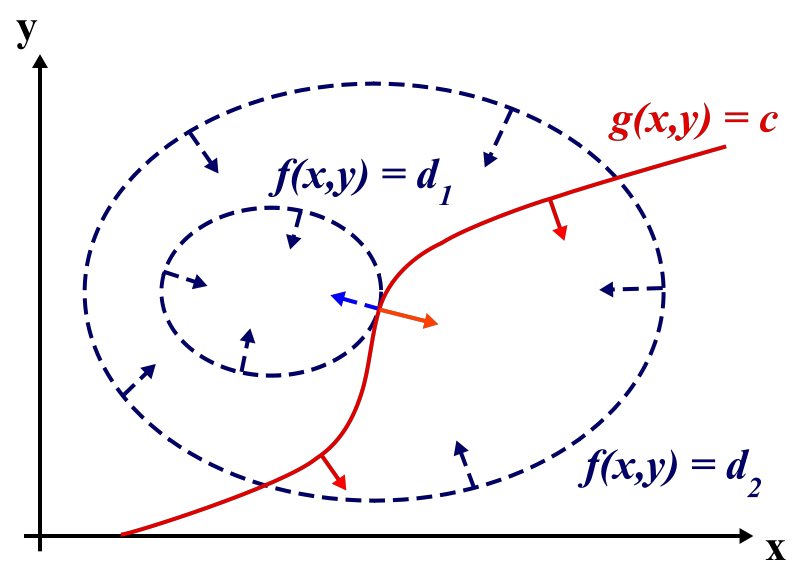 y
g(x,y) = c
f(x,y) = d₁
f(x,y) = d₂
x